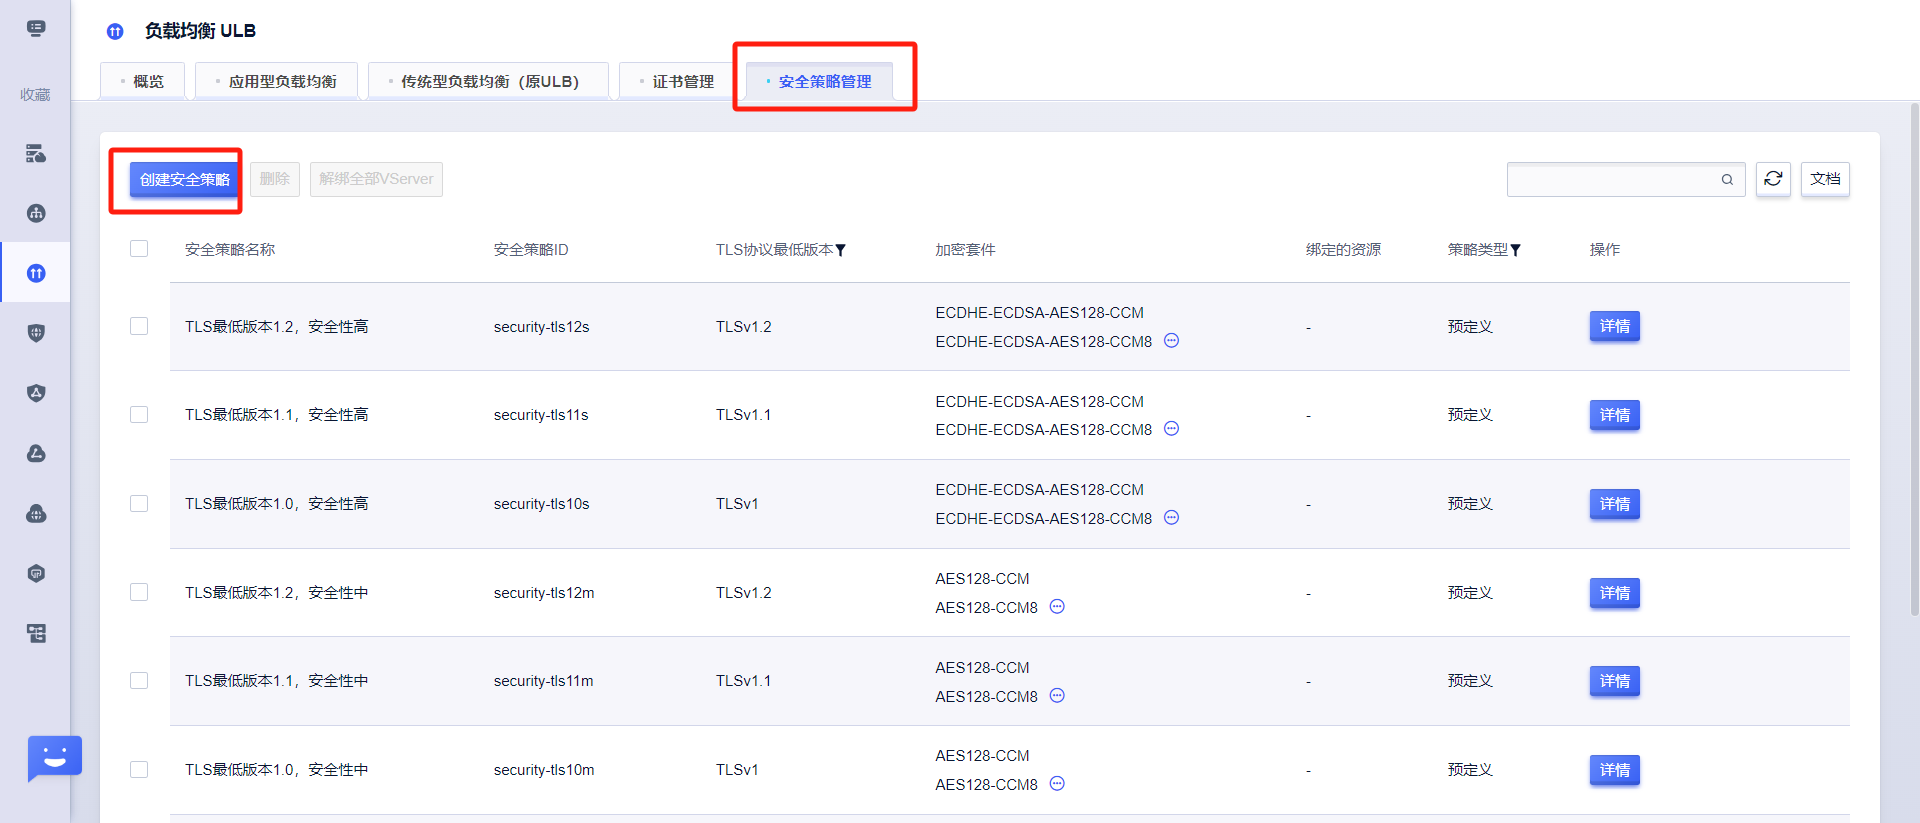 负载均衡 ULB
概览
应用型负载均衡
传统型负载均衡（原ULB）
证书管理
安全策略管理
收藏
创建安全策略
删除
解绑全部VServer
文档
安全策略名称 安全策略ID TLS协议最低版本 加密套件 绑定的资源 策略类型 操作
TLS最低版本1.2，安全性高 security-tls12s TLSv1.2 ECDHE-ECDSA-AES128-CCM - 预定义 详情
ECDHE-ECDSA-AES128-CCM8
TLS最低版本1.1，安全性高 security-tls11s TLSv1.1 ECDHE-ECDSA-AES128-CCM - 预定义 详情
ECDHE-ECDSA-AES128-CCM8
TLS最低版本1.0，安全性高 security-tls10s TLSv1 ECDHE-ECDSA-AES128-CCM - 预定义 详情
ECDHE-ECDSA-AES128-CCM8
TLS最低版本1.2，安全性中 security-tls12m TLSv1.2 AES128-CCM - 预定义 详情
AES128-CCM8
TLS最低版本1.1，安全性中 security-tls11m TLSv1.1 AES128-CCM - 预定义 详情
AES128-CCM8
TLS最低版本1.0，安全性中 security-tls10m TLSv1 AES128-CCM - 预定义 详情
AES128-CCM8